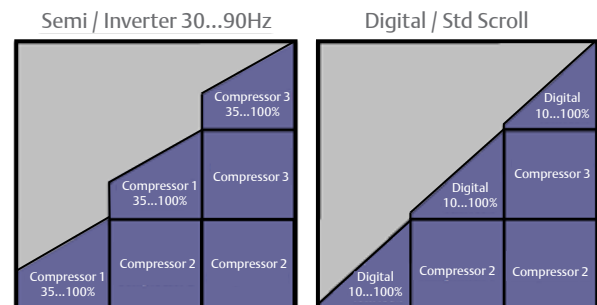 Semi / Inverter 30...90Hz
Digital / Std Scroll
Compressor 3
35...100%
Digital
10...100%
Compressor 1
35...100%
Compressor 3
Digital
10...100%
Compressor 3
Compressor 1
35...100%
Compressor 2
Compressor 2
Digital
10...100%
Compressor 2
Compressor 2